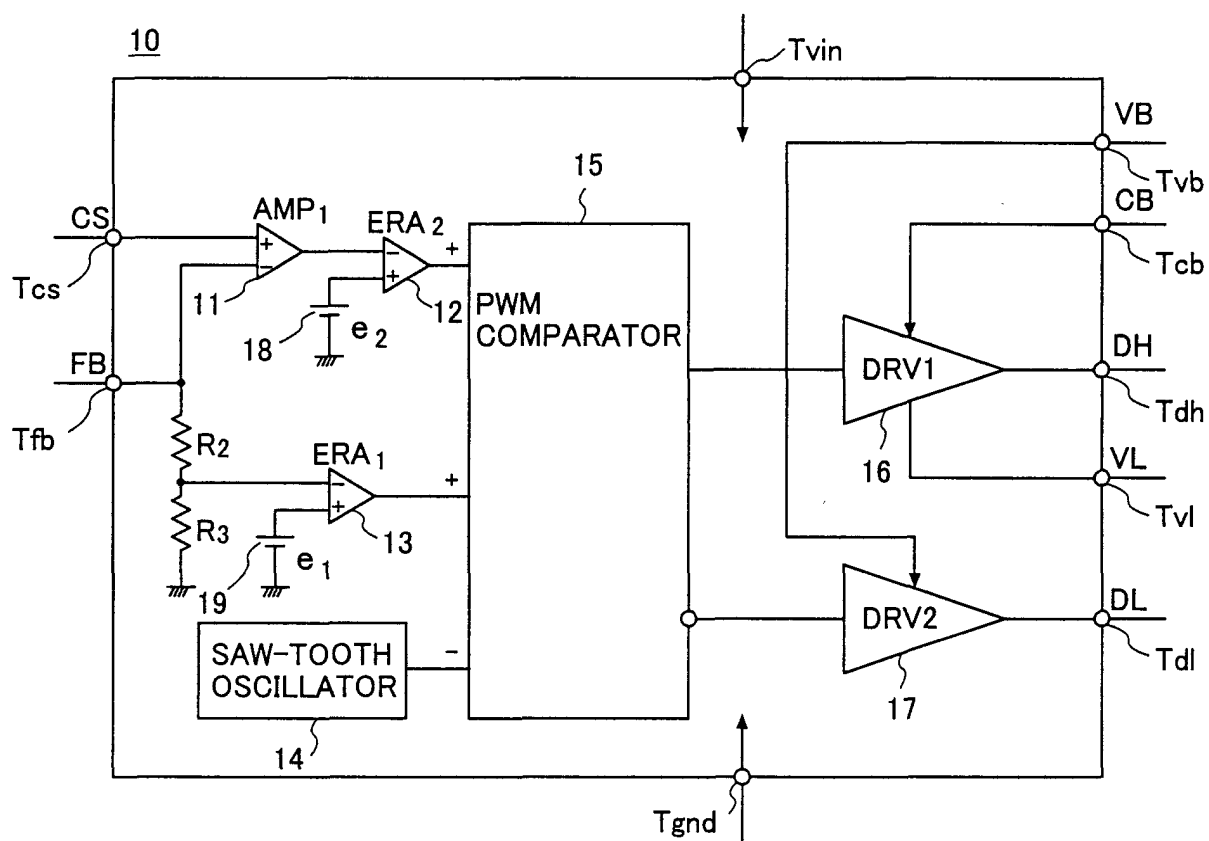 10
Tvin
VB
Tvb
15
CS
AMP1
ERA2
+
CB
Tcs
+
-
11
-
+
12
Tcb
18
e2
PWM
COMPARATOR
FB
Tfb
R2
DRV1
16
DH
Tdh
ERA1
+
VL
Tvl
R3
-
+
13
19
e1
SAW-TOOTH
OSCILLATOR
14
-
DRV2
17
DL
Tdl
Tgnd